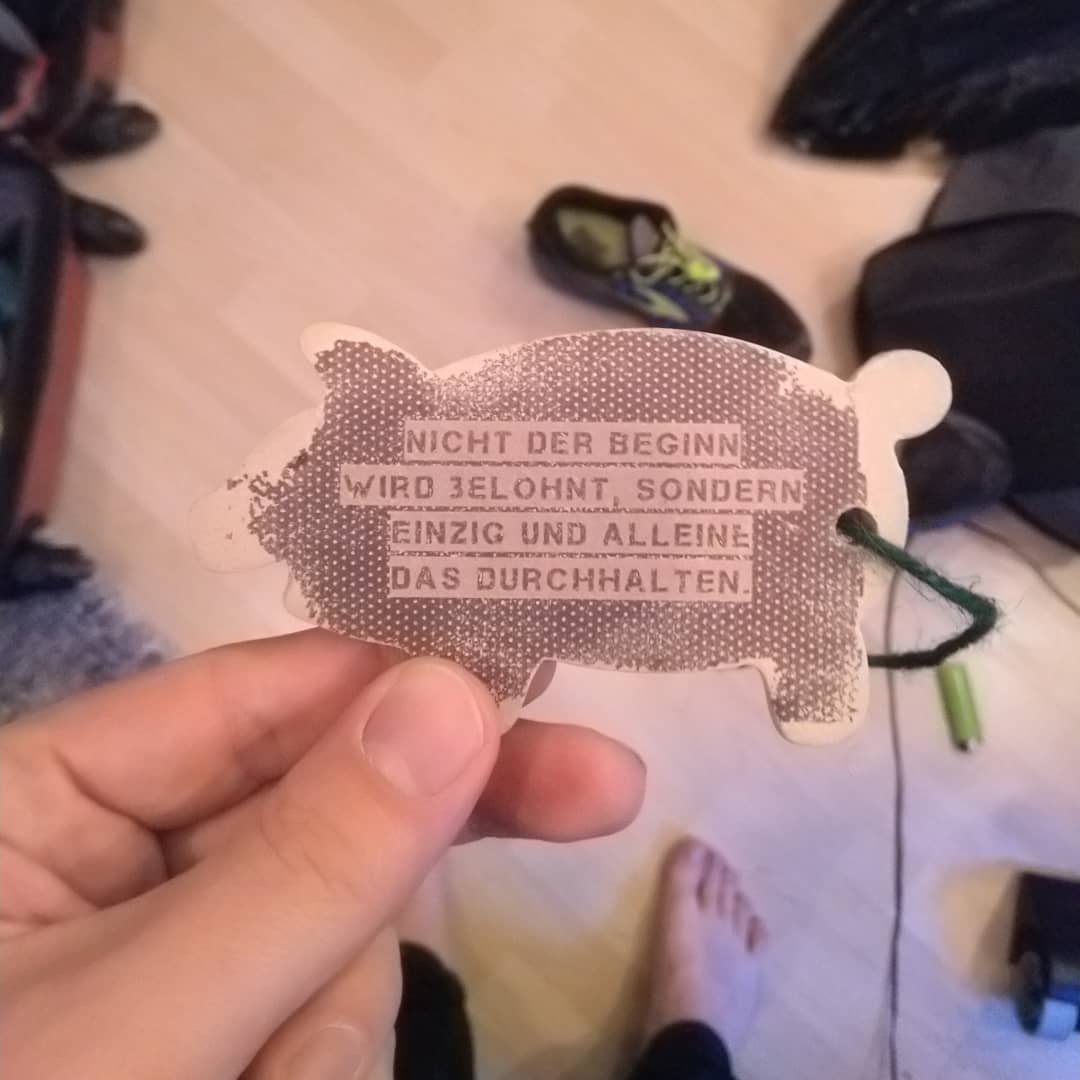 NICHT DER BEGINN
WIRD BELOHNT, SONDERN
EINZIG UND ALLEINE
DAS DURCHHALTEN.